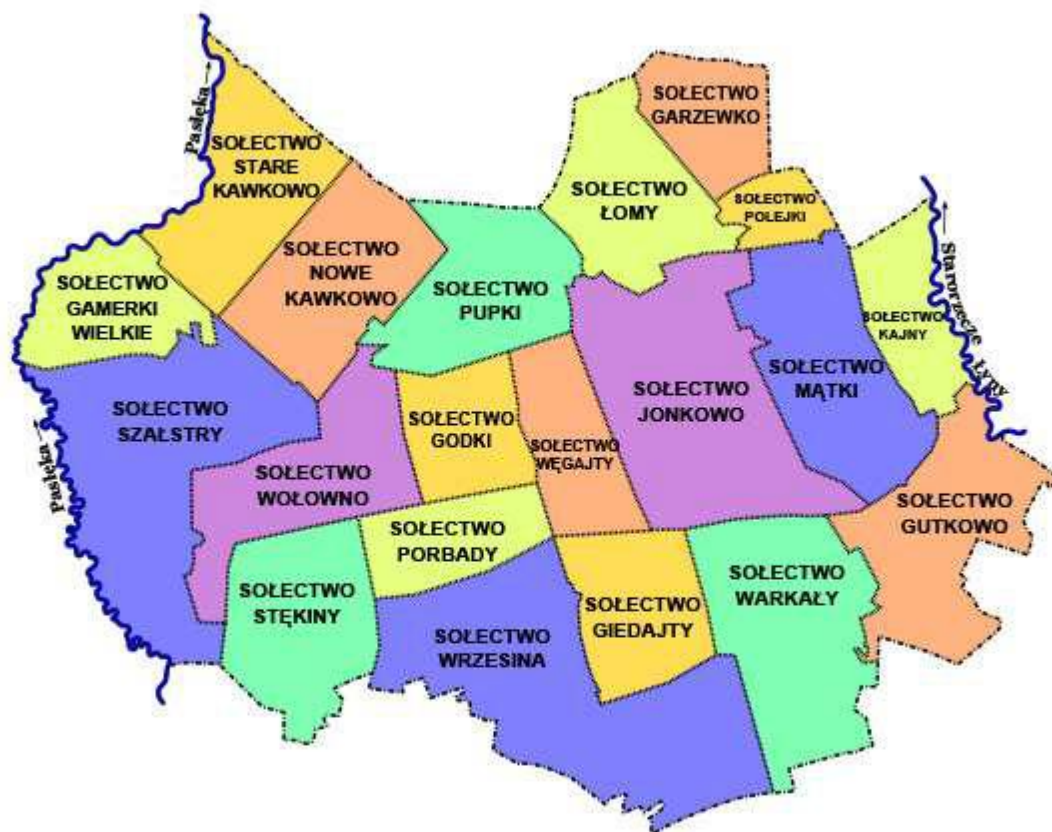 Pasłęka
SOŁECTWO
STARE
KAWKOWO
SOŁECTWO
GARZEWKO
SOŁECTWO
ŁOMY
SOŁECTWO
POLEJKI
SOŁECTWO
NOWE
KAWKOWO
SOŁECTWO
GAMERKI
WIELKIE
SOŁECTWO
PUPKI
SOŁECTWO
KAJNY
Starorzecze Łyny
SOŁECTWO
SZAŁSTRY
Pasłęka
SOŁECTWO
GODKI
SOŁECTWO
WĘGAJTY
SOŁECTWO
JONKOWO
SOŁECTWO
MĄTKI
SOŁECTWO
WOŁOWNO
SOŁECTWO
PORBADY
SOŁECTWO
GUTKOWO
SOŁECTWO
STĘKINY
SOŁECTWO
WRZESINA
SOŁECTWO
GIEDAJTY
SOŁECTWO
WARKAŁY